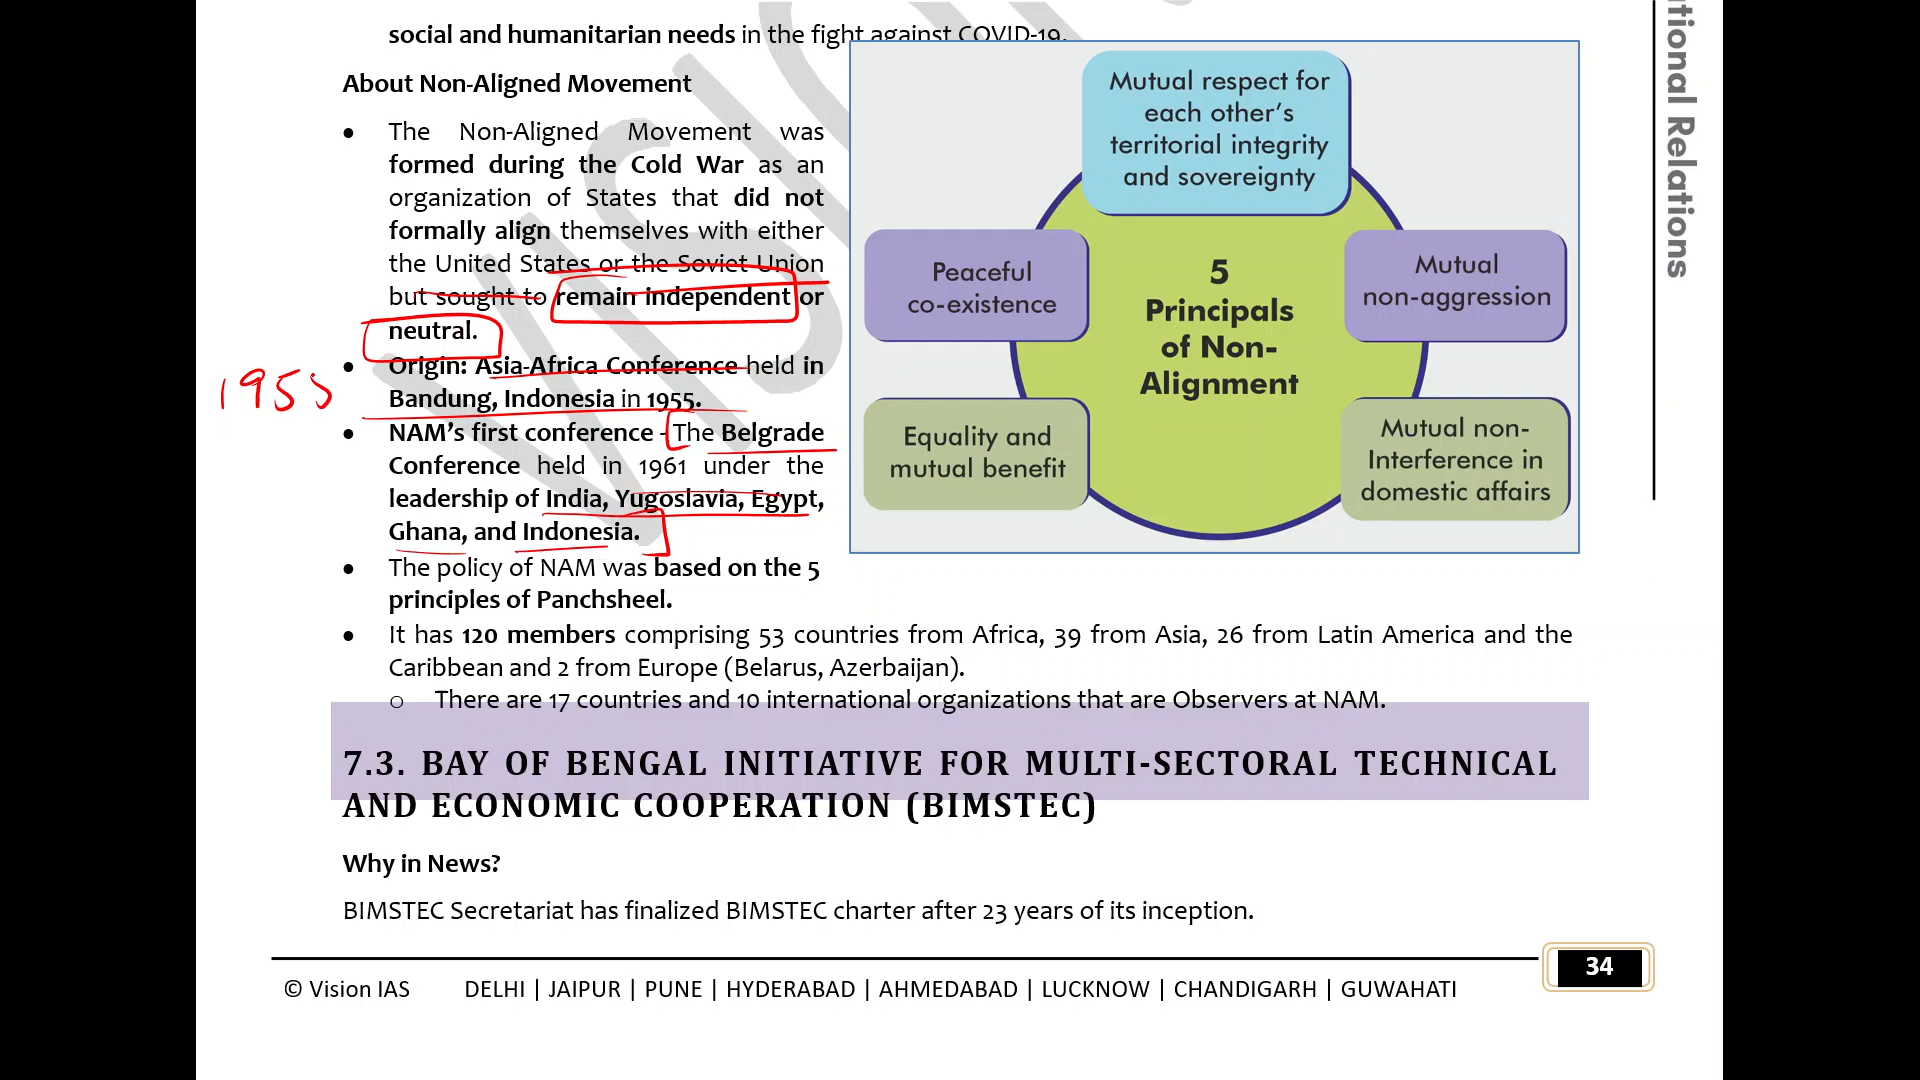 social and humanitarian needs in the fight against COVID-19.
About Non-Aligned Movement
• The Non-Aligned Movement was
formed during the Cold War as an
organization of States that did not
formally align themselves with either
the United States or the Soviet Union
but sought to remain independent or
neutral.
• Origin: Asia-Africa Conference held in
Bandung, Indonesia in 1955.
1955
• NAM’s first conference - The Belgrade
Conference held in 1961 under the
leadership of India, Yugoslavia, Egypt,
Ghana, and Indonesia.
• The policy of NAM was based on the 5
principles of Panchsheel.
Mutual respect for
each other’s
territorial integrity
and sovereignty
Peaceful
co-existence
5
Principals
of Non-
Alignment
Mutual
non-aggression
Equality and
mutual benefit
Mutual non-
Interference in
domestic affairs
• It has 120 members comprising 53 countries from Africa, 39 from Asia, 26 from Latin America and the
Caribbean and 2 from Europe (Belarus, Azerbaijan).
o There are 17 countries and 10 international organizations that are Observers at NAM.
7.3. BAY OF BENGAL INITIATIVE FOR MULTI-SECTORAL TECHNICAL
AND ECONOMIC COOPERATION (BIMSTEC)
Why in News?
BIMSTEC Secretariat has finalized BIMSTEC charter after 23 years of its inception.
© Vision IAS DELHI | JAIPUR | PUNE | HYDERABAD | AHMEDABAD | LUCKNOW | CHANDIGARH | GUWAHATI
34
Relations